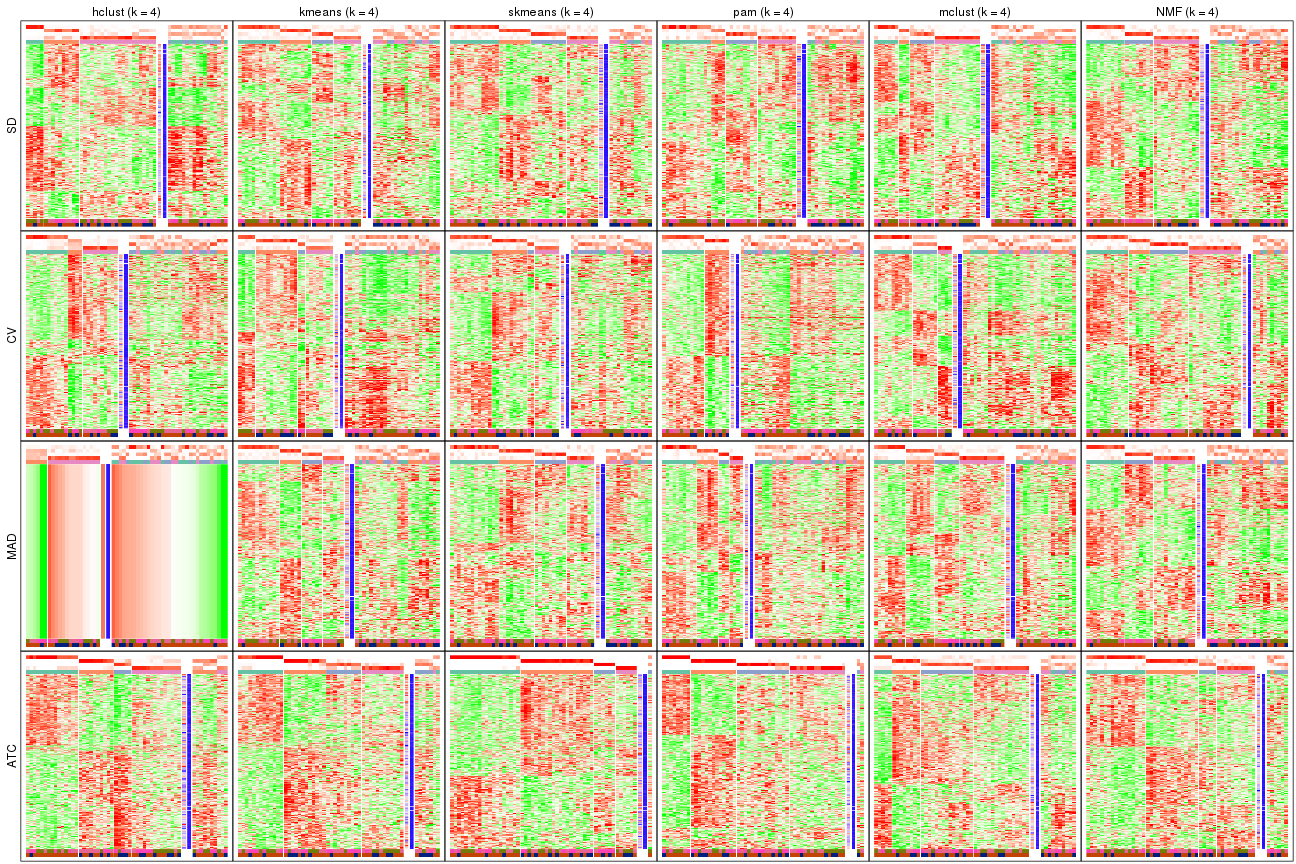 hclust (k = 4) kmeans (k = 4) skmeans (k = 4) pam (k = 4) mclust (k = 4) NMF (k = 4)
SD
CV
MAD
ATC